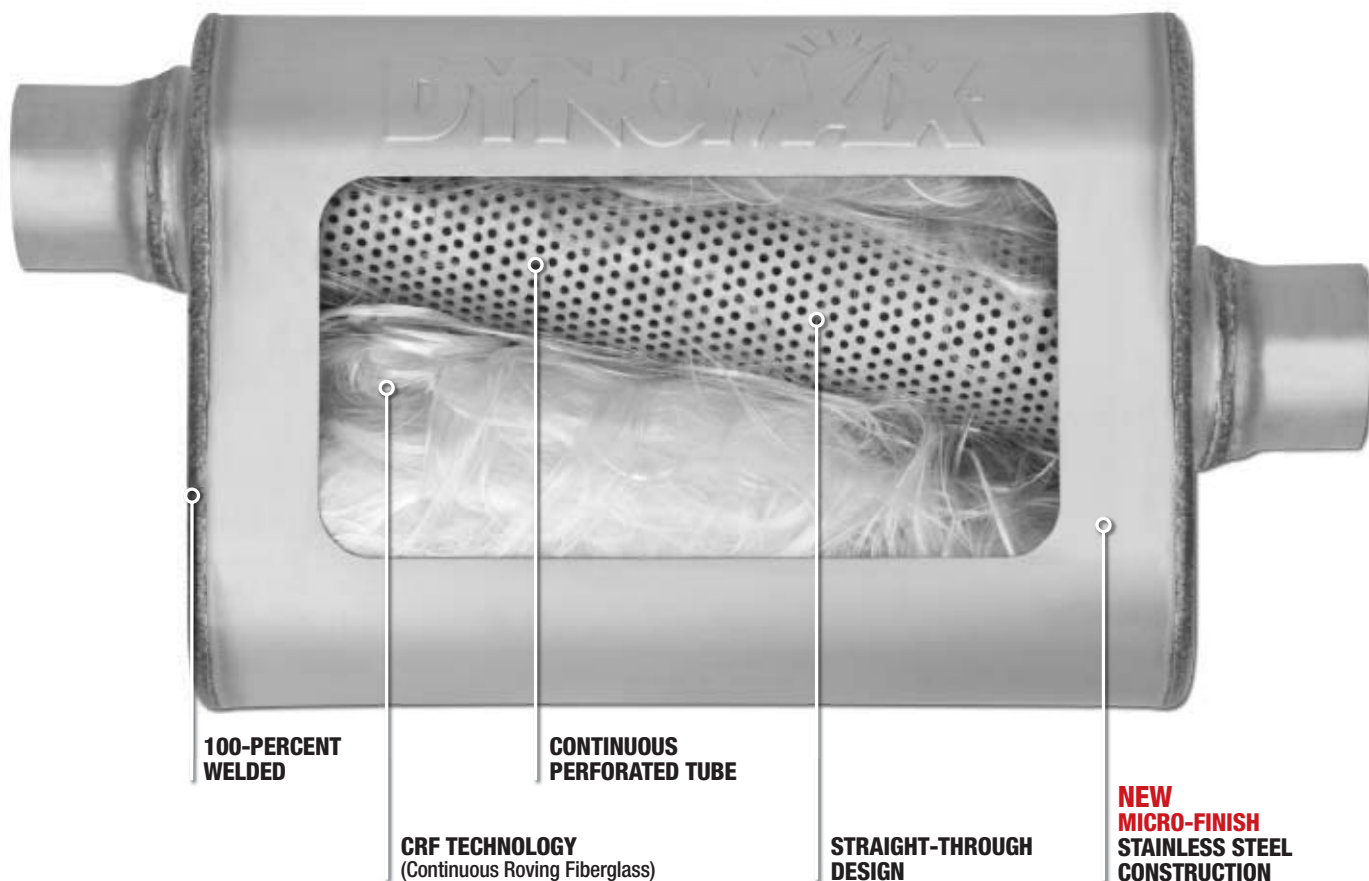 DYNOMAX
100-PERCENT
WELDED
CONTINUOUS
PERFORATED TUBE
CRF TECHNOLOGY
(Continuous Roving Fiberglass)
STRAIGHT-THROUGH
DESIGN
NEW
MICRO-FINISH
STAINLESS STEEL
CONSTRUCTION